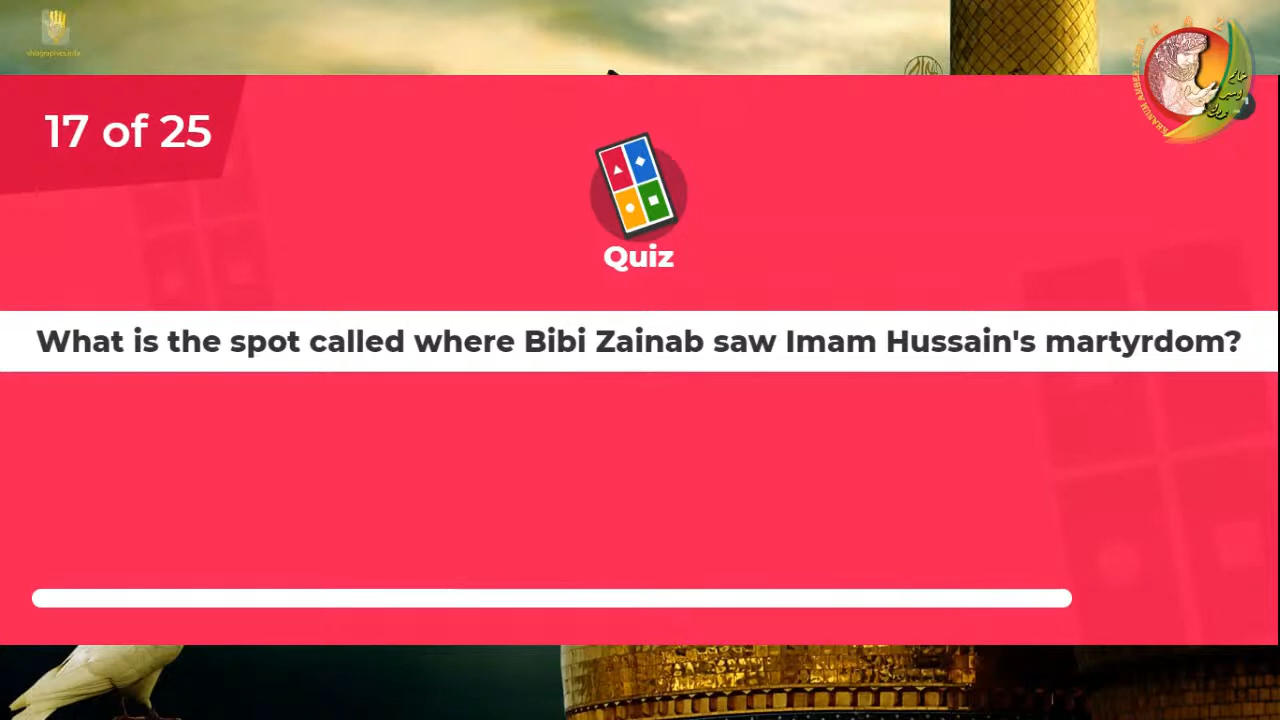 17 of 25
Quiz
What is the spot called where Bibi Zainab saw Imam Hussain's martyrdom?